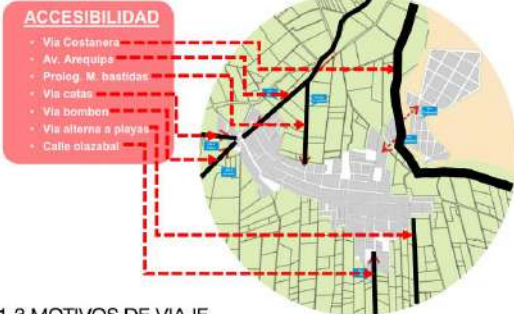 ACCESIBILIDAD
• Via Costanera
• Av. Arequipa
• Prolog. M. bastidas
• Via catas
• Via bombon
• Via alterna a playas
• Calle olazabal
1.3 MOTIVOS DE VIAJE